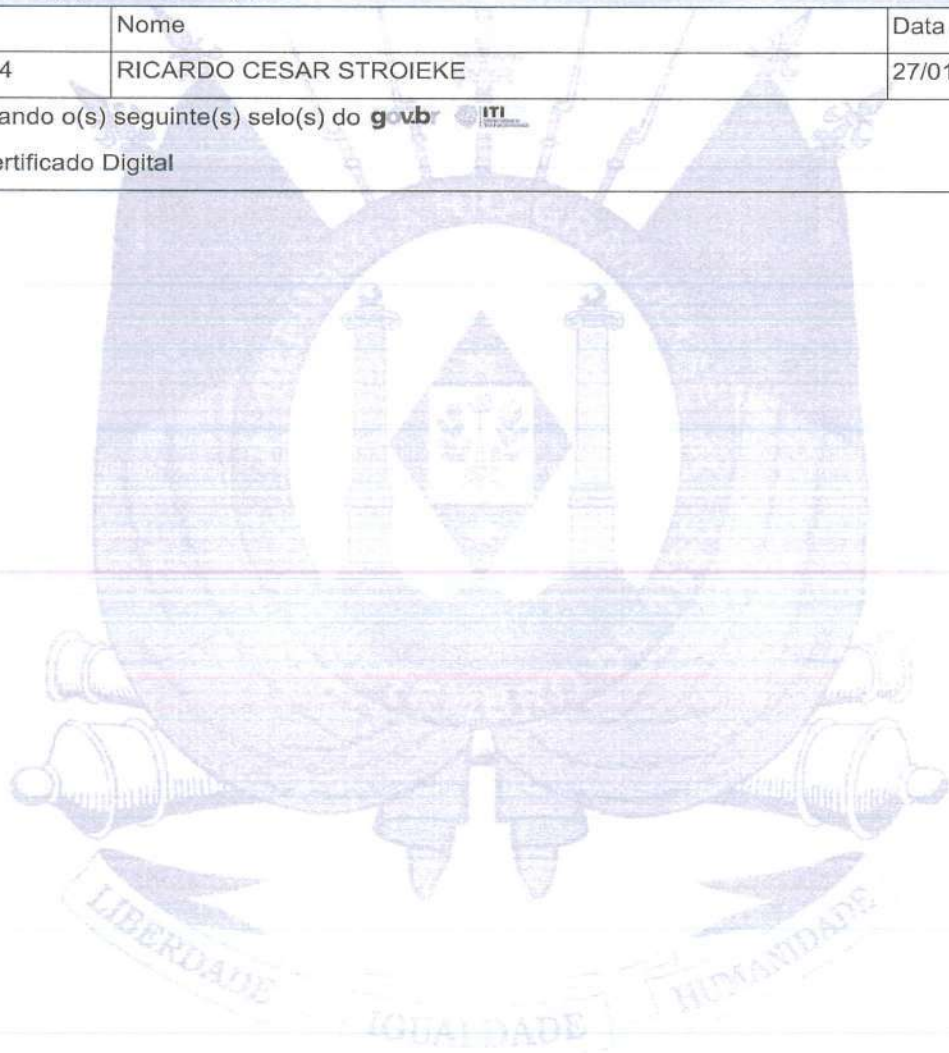 Nome Data
4 RICARDO CESAR STROIEKE 27/01
ando o(s) seguinte(s) selo(s) do gov.br ITI
ertificado Digital
LIBERDADE IGUALDADE HUMANIDADE